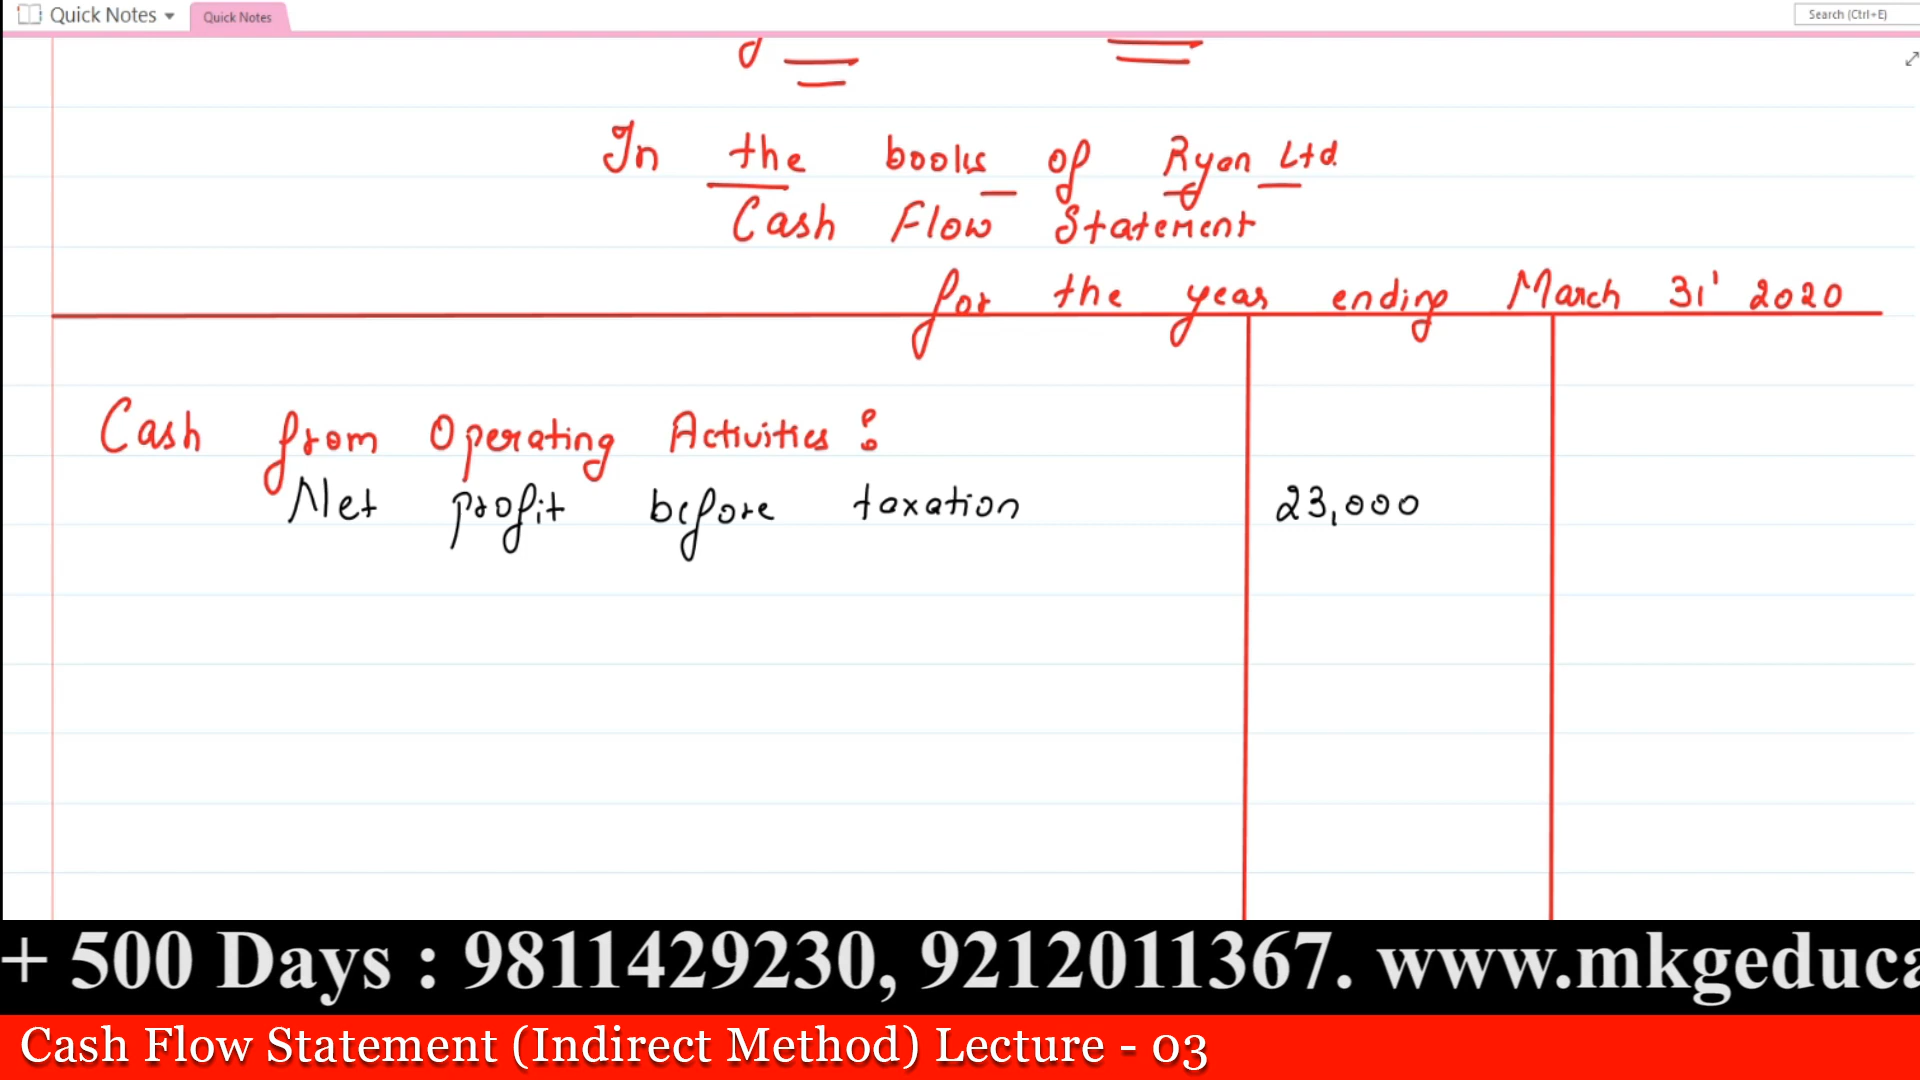 Quick Notes
Quick Notes
Search (Ctrl+E)
In the books of Ryan Ltd.
Cash Flow Statement
for the year ending March 31' 2020
Cash from Operating Activities :
Net profit before taxation 23,000
+ 500 Days : 9811429230, 9212011367. www.mkgeduca
Cash Flow Statement (Indirect Method) Lecture - 03